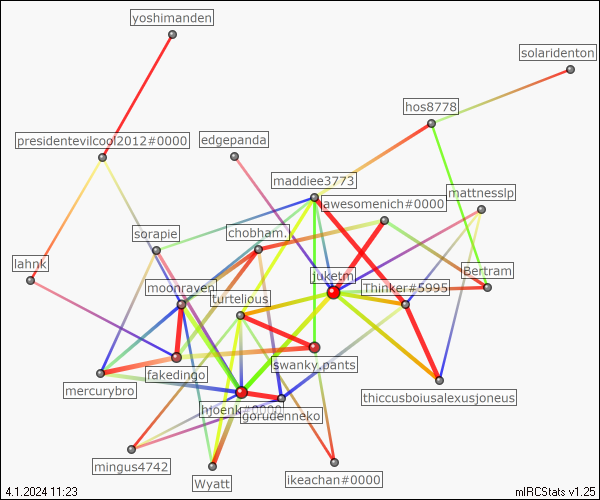 yoshimanden
solaridenton
hos8778
presidentevilcool2012#0000
edgepanda
maddiee3773
mattnesslp
awesomenich#0000
sorapie
chobham.
lahnk
juketm
Bertram
moonraven
Thinker#5995
turtelious
swanky.pants
fakedingo
mercurybro
thiccusboiusalexusjoneus
hjoenk#0000
gorudenneko
mingus4742
Wyatt
ikeachan#0000
4.1.2024 11:23
mIRCStats v1.25